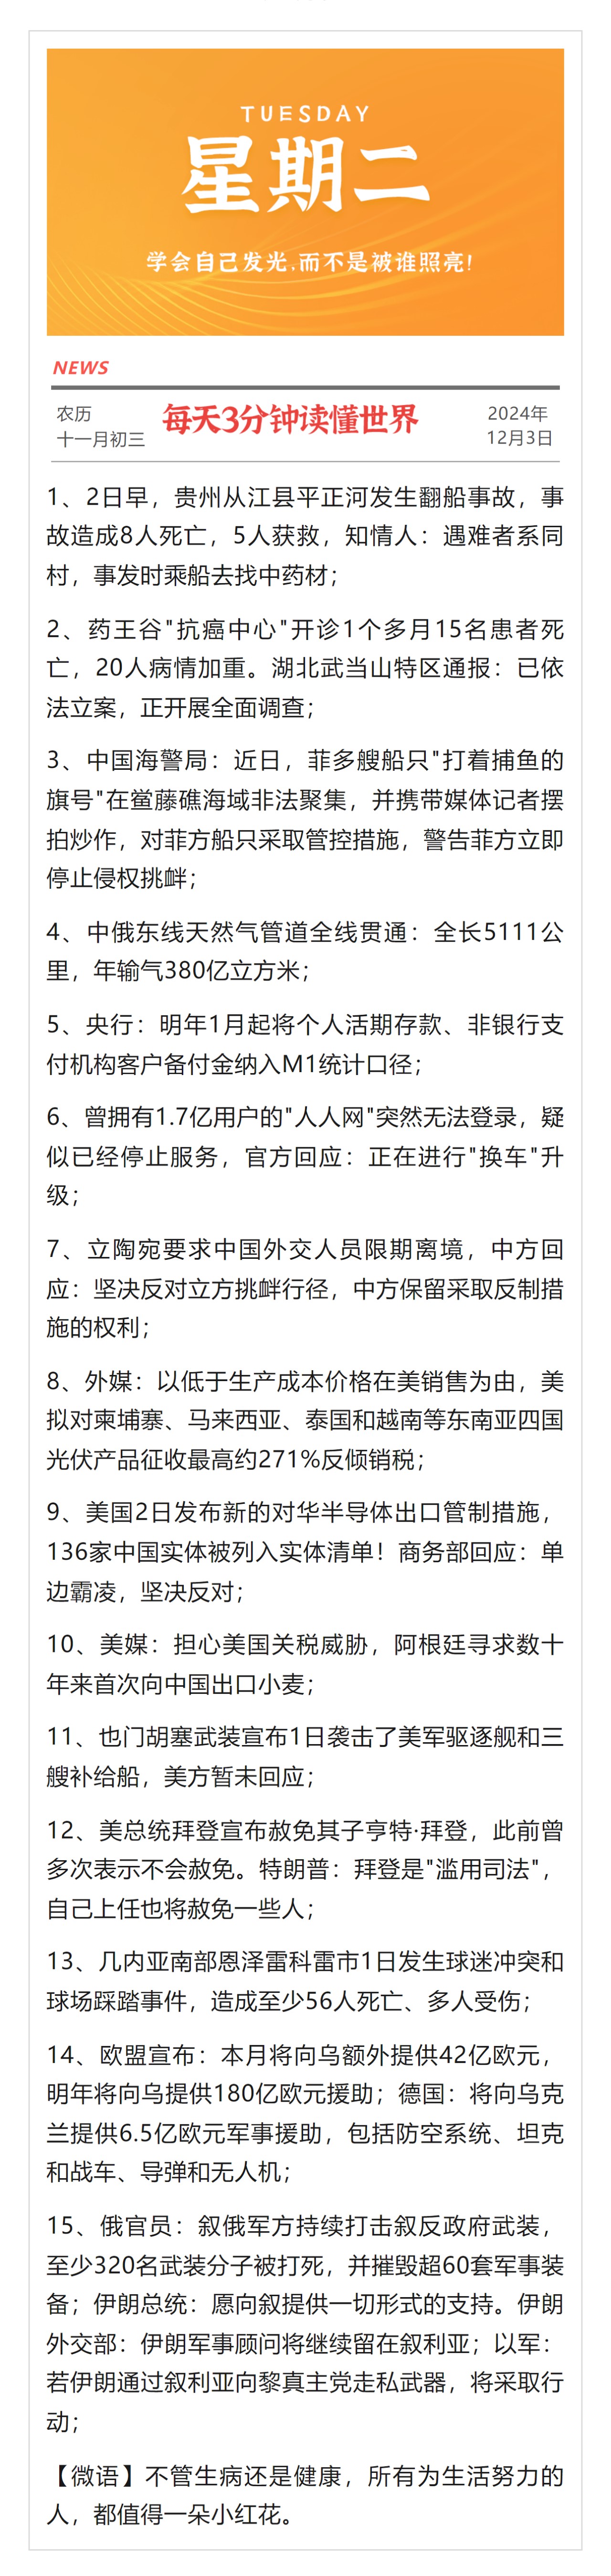 TUESDAY
星期二
学会自己发光,而不是被谁照亮!
NEWS
农历
十一月初三
每天3分钟读懂世界
2024年
12月3日
1、2日早，贵州从江县平正河发生翻船事故，事
故造成8人死亡，5人获救，知情人：遇难者系同
村，事发时乘船去找中药材；
2、药王谷"抗癌中心"开诊1个多月15名患者死
亡，20人病情加重。湖北武当山特区通报：已依
法立案，正开展全面调查；
3、中国海警局：近日，菲多艘船只"打着捕鱼的
旗号"在鲎藤礁海域非法聚集，并携带媒体记者摆
拍炒作，对菲方船只采取管控措施，警告菲方立即
停止侵权挑衅；
4、中俄东线天然气管道全线贯通：全长5111公
里，年输气380亿立方米；
5、央行：明年1月起将个人活期存款、非银行支
付机构客户备付金纳入M1统计口径；
6、曾拥有1.7亿用户的"人人网"突然无法登录，疑
似已经停止服务，官方回应：正在进行"换车"升
级；
7、立陶宛要求中国外交人员限期离境，中方回
应：坚决反对立方挑衅行径，中方保留采取反制措
施的权利；
8、外媒：以低于生产成本价格在美销售为由，美
拟对柬埔寨、马来西亚、泰国和越南等东南亚四国
光伏产品征收最高约271%反倾销税；
9、美国2日发布新的对华半导体出口管制措施，
136家中国实体被列入实体清单！商务部回应：单
边霸凌，坚决反对；
10、美媒：担心美国关税威胁，阿根廷寻求数十
年来首次向中国出口小麦；
11、也门胡塞武装宣布1日袭击了美军驱逐舰和三
艘补给船，美方暂未回应；
12、美总统拜登宣布赦免其子亨特·拜登，此前曾
多次表示不会赦免。特朗普：拜登是"滥用司法"，
自己上任也将赦免一些人；
13、几内亚南部恩泽雷科雷市1日发生球迷冲突和
球场踩踏事件，造成至少56人死亡、多人受伤；
14、欧盟宣布：本月将向乌额外提供42亿欧元，
明年将向乌提供180亿欧元援助；德国：将向乌克
兰提供6.5亿欧元军事援助，包括防空系统、坦克
和战车、导弹和无人机；
15、俄官员：叙俄军方持续打击叙反政府武装，
至少320名武装分子被打死，并摧毁超60套军事装
备；伊朗总统：愿向叙提供一切形式的支持。伊朗
外交部：伊朗军事顾问将继续留在叙利亚；以军：
若伊朗通过叙利亚向黎真主党走私武器，将采取行
动；
【微语】不管生病还是健康，所有为生活努力的
人，都值得一朵小红花。